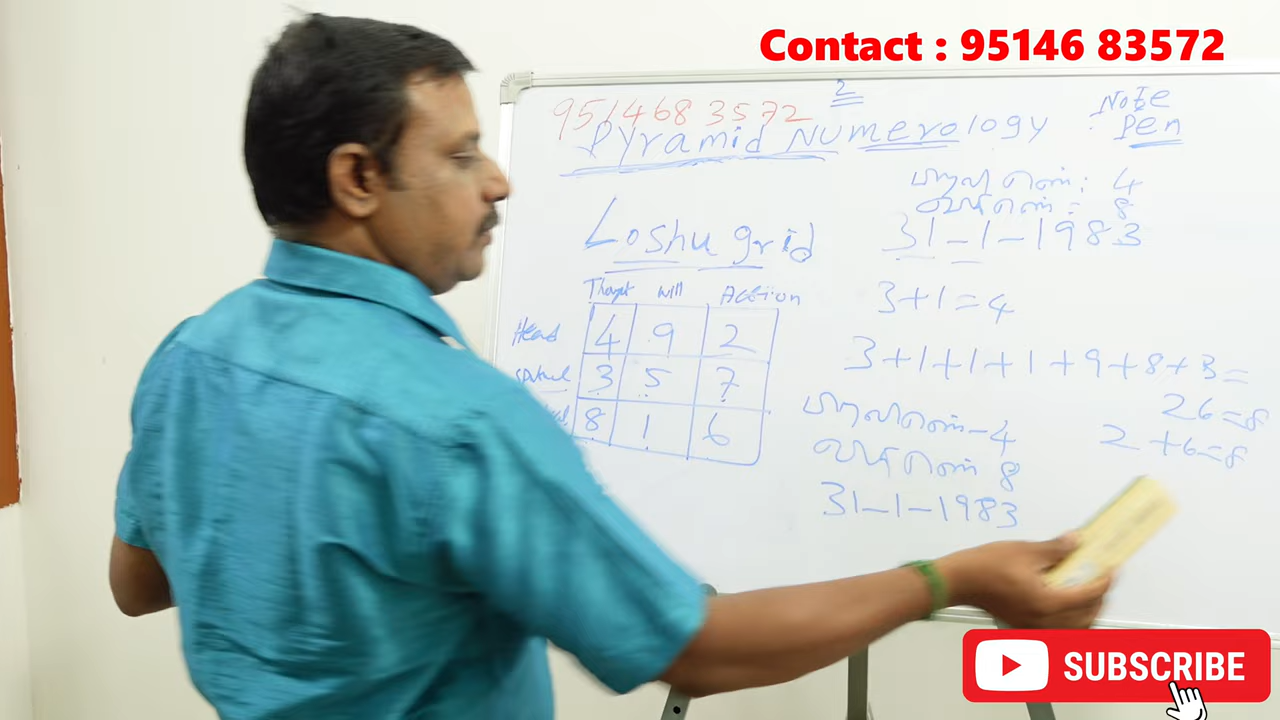 Contact : 95146 83572
2
9514683572
Pyramid Numerology
Note
Pen
பிறவி எண் : 4
விதி எண் : 8
31-1-1983
Loshu grid
3+1=4
will Action
Head 4 9 2
3+1+1+1+9+8+3=
3 5 7
26=8
8 1 6
2+6=8
பிறவி எண்-4
விதி எண் 8
31-1-1983
SUBSCRIBE